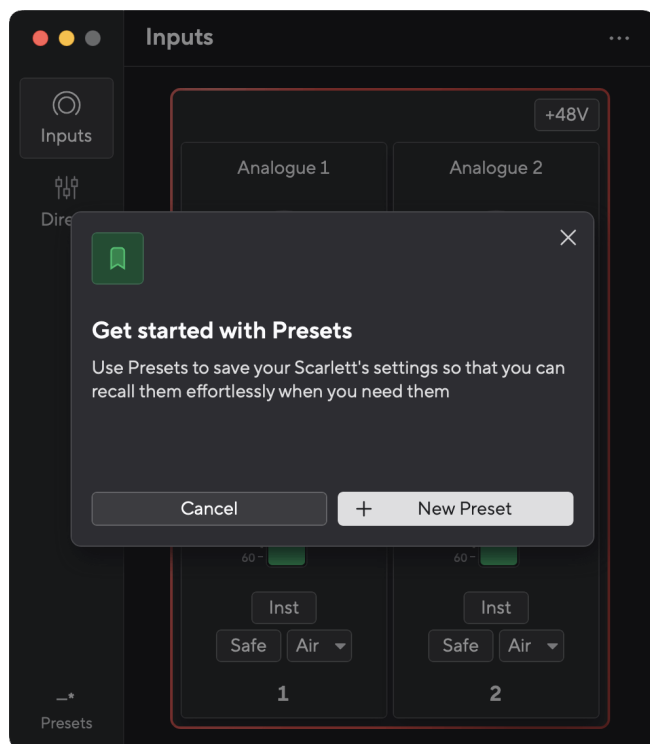 Inputs
Inputs
+48V
Analogue 1
Analogue 2
Dire
Get started with Presets
Use Presets to save your Scarlett's settings so that you can
recall them effortlessly when you need them
Cancel
+ New Preset
60
60
Inst
Inst
Safe
Air
Safe
Air
1
2
Presets